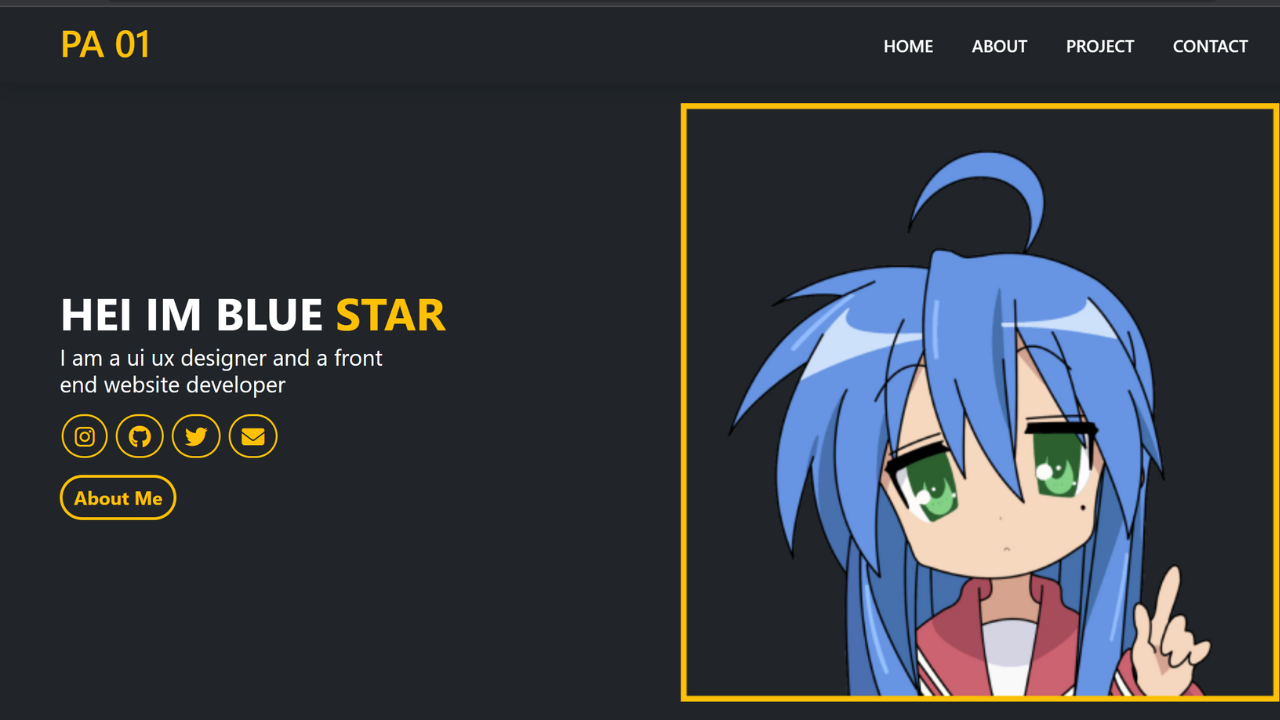 PA 01
HOME ABOUT PROJECT CONTACT
HEI IM BLUE STAR
I am a ui ux designer and a front
end website developer
About Me